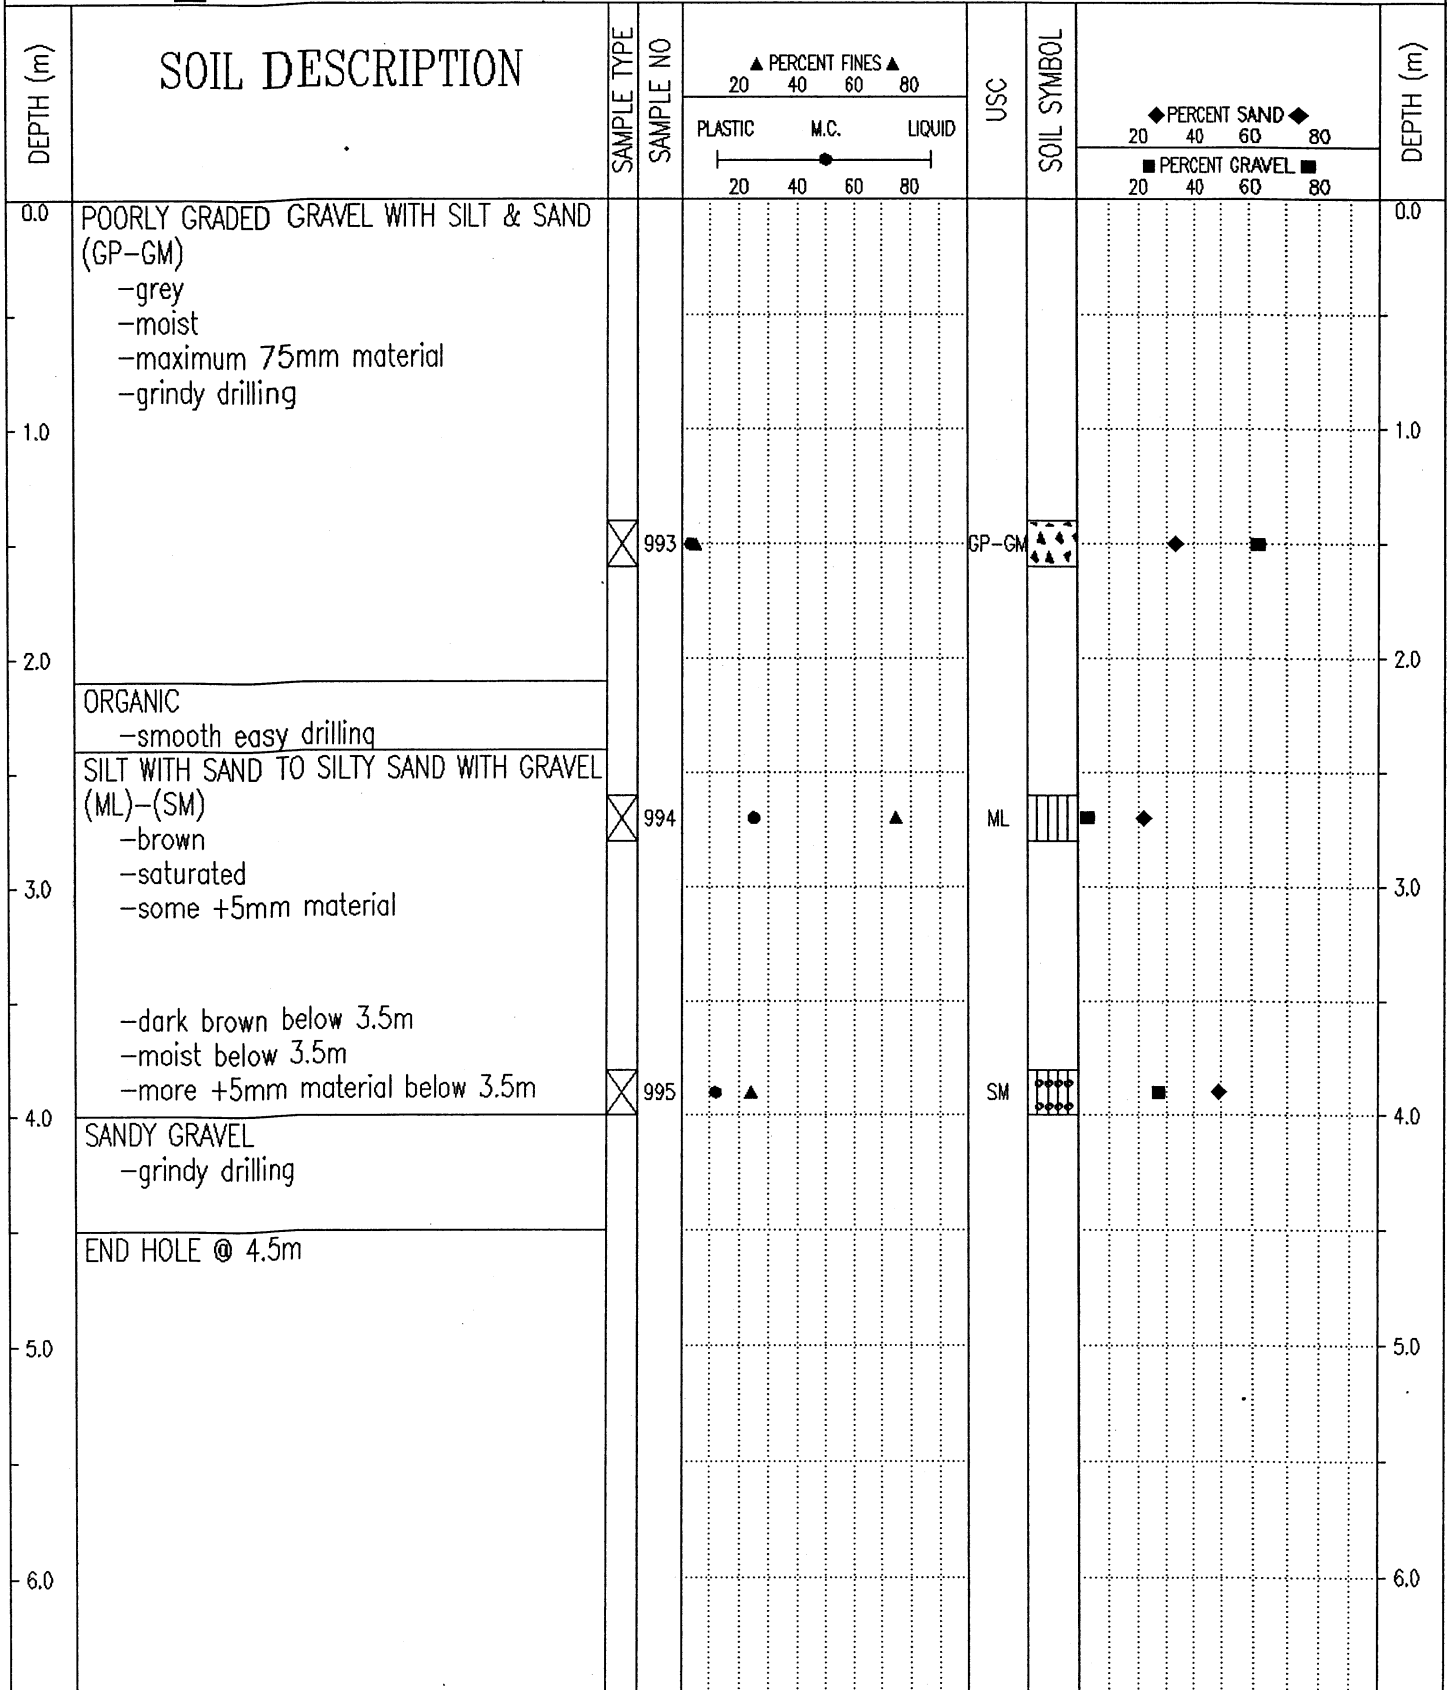 DEPTH (m)
SOIL DESCRIPTION
SAMPLE TYPE
SAMPLE NO
▲ PERCENT FINES ▲
20 40 60 80
PLASTIC M.C. LIQUID
20 40 60 80
USC
SOIL SYMBOL
◆ PERCENT SAND ◆
20 40 60 80
■ PERCENT GRAVEL ■
20 40 60 80
DEPTH (m)
0.0
POORLY GRADED GRAVEL WITH SILT & SAND
0.0
(GP-GM)
-grey
-moist
-maximum 75mm material
-grindy drilling
1.0
1.0
993
GP-GM
2.0
2.0
ORGANIC
-smooth easy drilling
SILT WITH SAND TO SILTY SAND WITH GRAVEL
(ML)-(SM)
994
ML
-brown
-saturated
3.0
3.0
-some +5mm material
-dark brown below 3.5m
-moist below 3.5m
-more +5mm material below 3.5m
995
SM
4.0
4.0
SANDY GRAVEL
-grindy drilling
END HOLE @ 4.5m
5.0
5.0
6.0
6.0